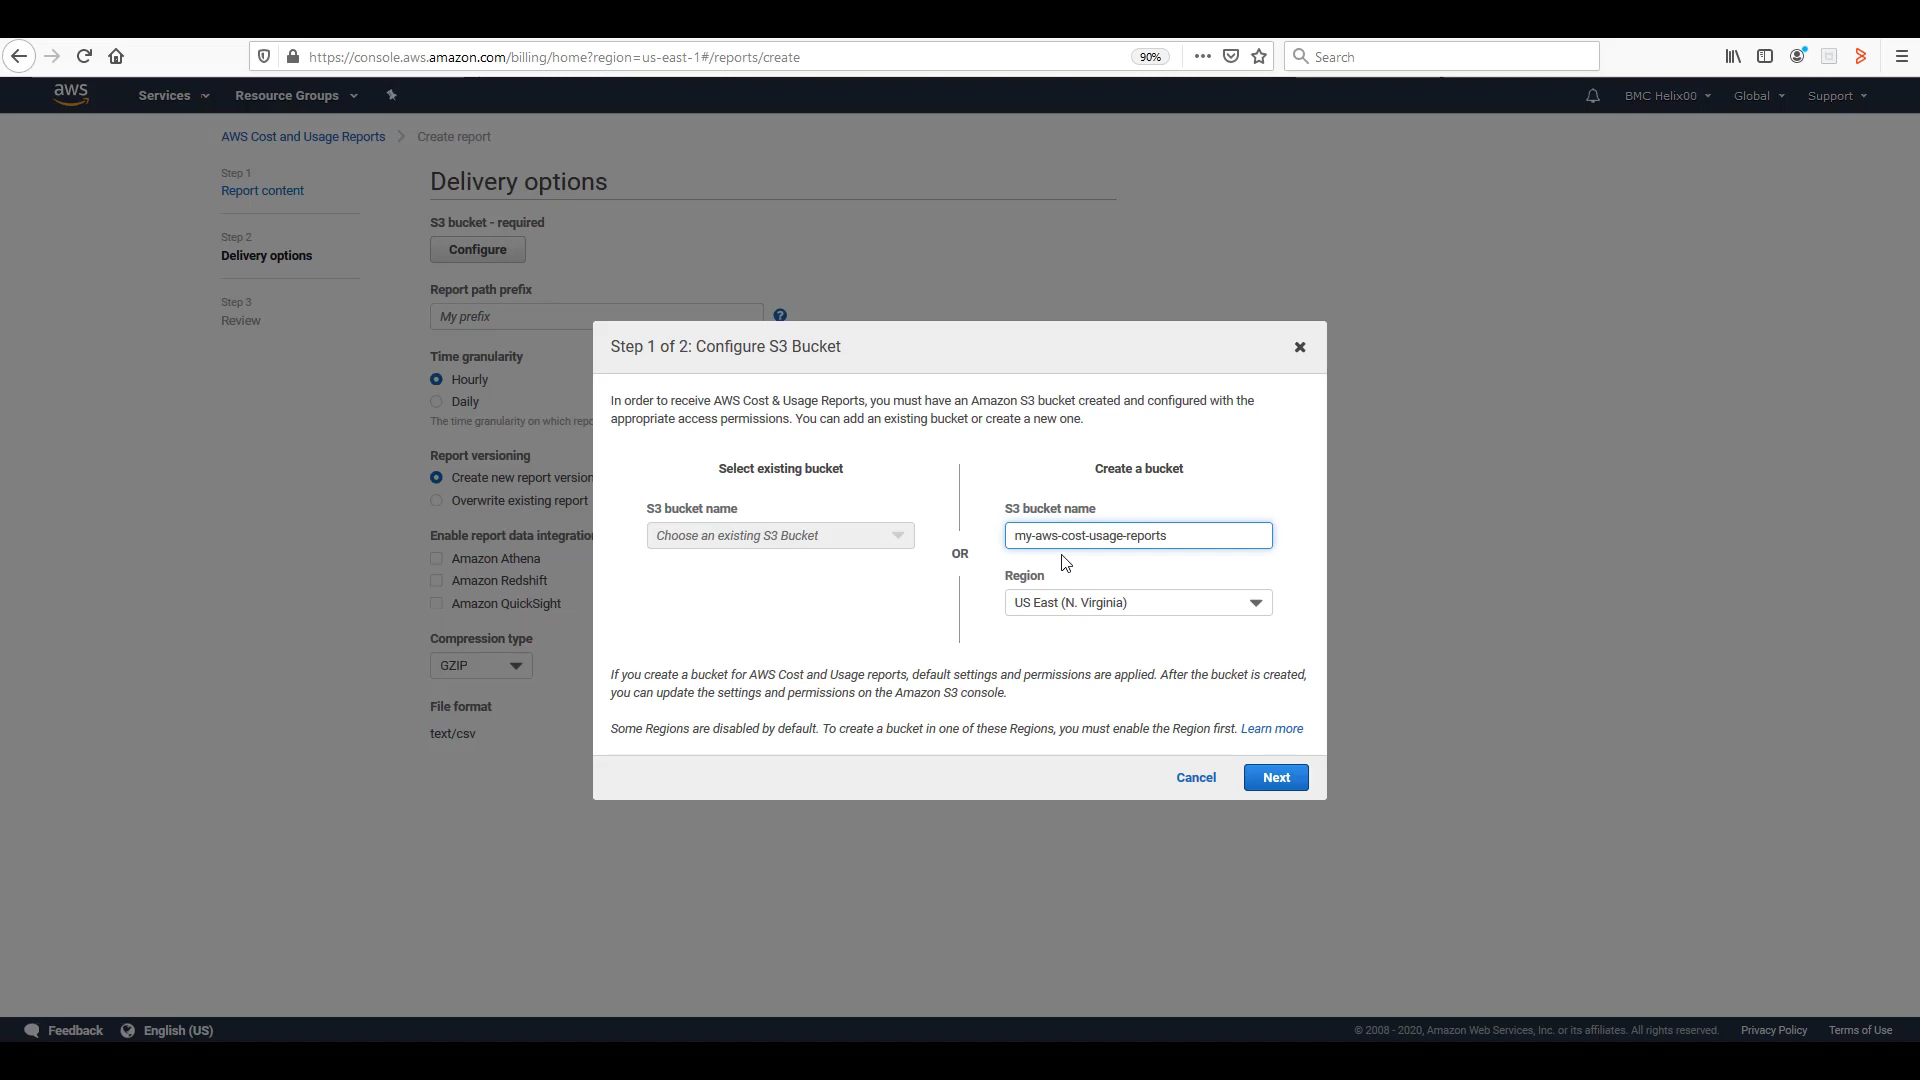 https://console.aws.amazon.com/billing/home?region=us-east-1#/reports/create
90%
Search
aws
Services
Resource Groups
BMC Helix00
Global
Support
AWS Cost and Usage Reports
Create report
Step 1
Report content
Step 2
Delivery options
Step 3
Review
Delivery options
S3 bucket - required
Configure
Report path prefix
My prefix
?
Time granularity
Hourly
Daily
The time granularity on which repo
Report versioning
Create new report version
Overwrite existing report
Enable report data integration
Amazon Athena
Amazon Redshift
Amazon QuickSight
Compression type
GZIP
File format
text/csv
Step 1 of 2: Configure S3 Bucket
In order to receive AWS Cost & Usage Reports, you must have an Amazon S3 bucket created and configured with the
appropriate access permissions. You can add an existing bucket or create a new one.
Select existing bucket
S3 bucket name
Choose an existing S3 Bucket
OR
Create a bucket
S3 bucket name
my-aws-cost-usage-reports
Region
US East (N. Virginia)
If you create a bucket for AWS Cost and Usage reports, default settings and permissions are applied. After the bucket is created,
you can update the settings and permissions on the Amazon S3 console.
Some Regions are disabled by default. To create a bucket in one of these Regions, you must enable the Region first. Learn more
Cancel
Next
Feedback
English (US)
© 2008 - 2020, Amazon Web Services, Inc. or its affiliates. All rights reserved.
Privacy Policy
Terms of Use